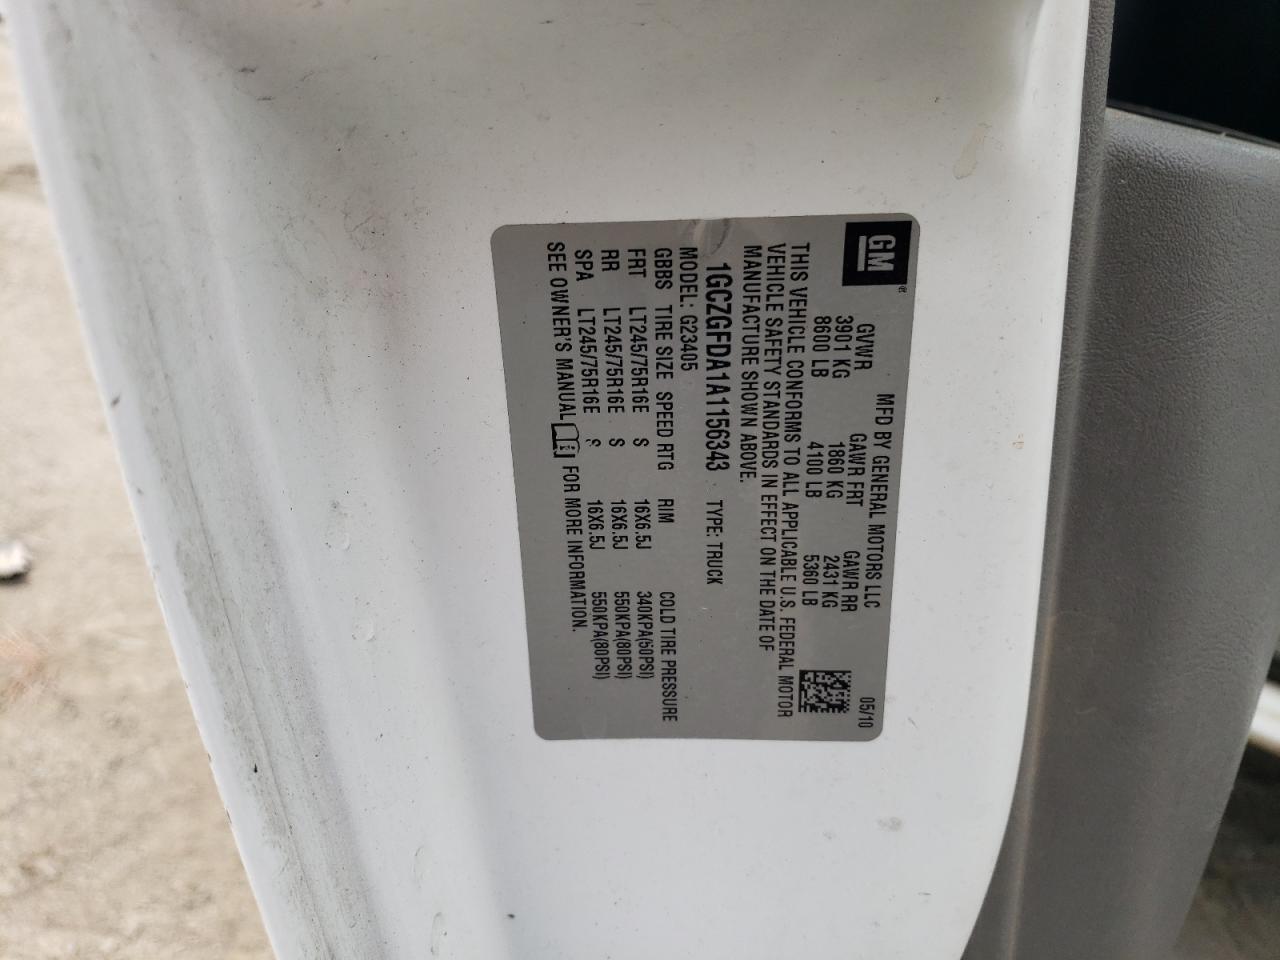 GM
MFD BY GENERAL MOTORS LLC 05/10
GVWR GAWR FRT GAWR RR
3901 KG 1860 KG 2431 KG
8600 LB 4100 LB 5360 LB
THIS VEHICLE CONFORMS TO ALL APPLICABLE U.S. FEDERAL MOTOR
VEHICLE SAFETY STANDARDS IN EFFECT ON THE DATE OF
MANUFACTURE SHOWN ABOVE.
1GCZGFDA1A1156343 TYPE: TRUCK
MODEL: G23405
GBBS TIRE SIZE SPEED RTG RIM COLD TIRE PRESSURE
FRT LT245/75R16E S 16X6.5J 340KPA(50PSI)
RR LT245/75R16E S 16X6.5J 550KPA(80PSI)
SPA LT245/75R16E S 16X6.5J 550KPA(80PSI)
SEE OWNER'S MANUAL FOR MORE INFORMATION.